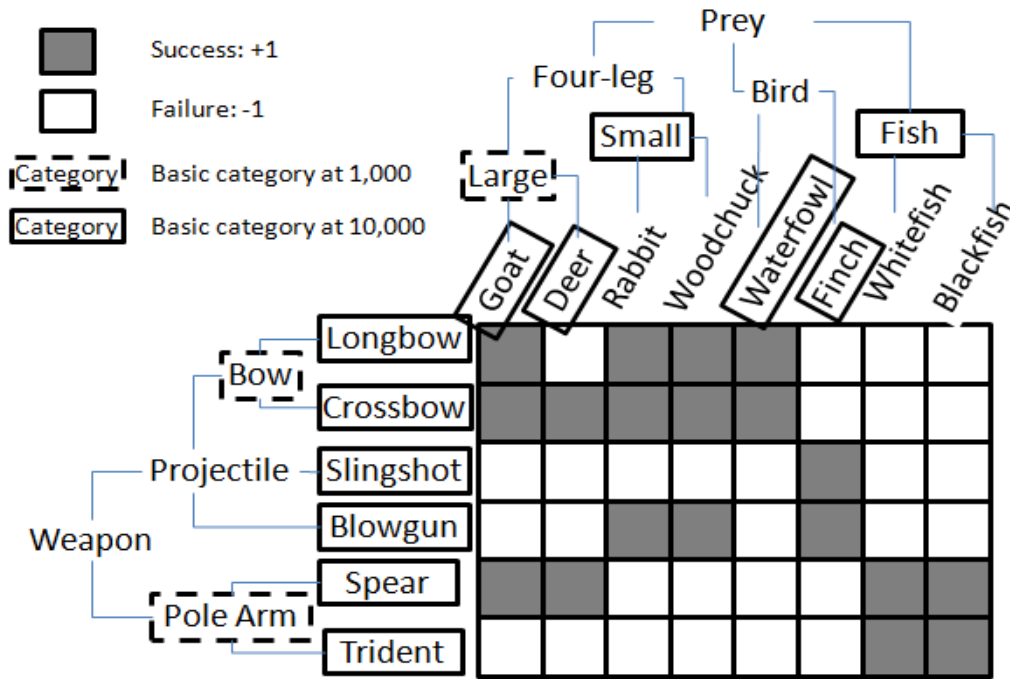 Success: +1
Failure: -1
Category Basic category at 1,000
Category Basic category at 10,000
Prey
Four-leg
Bird
Small
Fish
Large
Goat
Deer
Rabbit
Woodchuck
Waterfowl
Finch
Whitefish
Blackfish
Longbow
Bow
Crossbow
Projectile
Slingshot
Blowgun
Weapon
Spear
Pole Arm
Trident